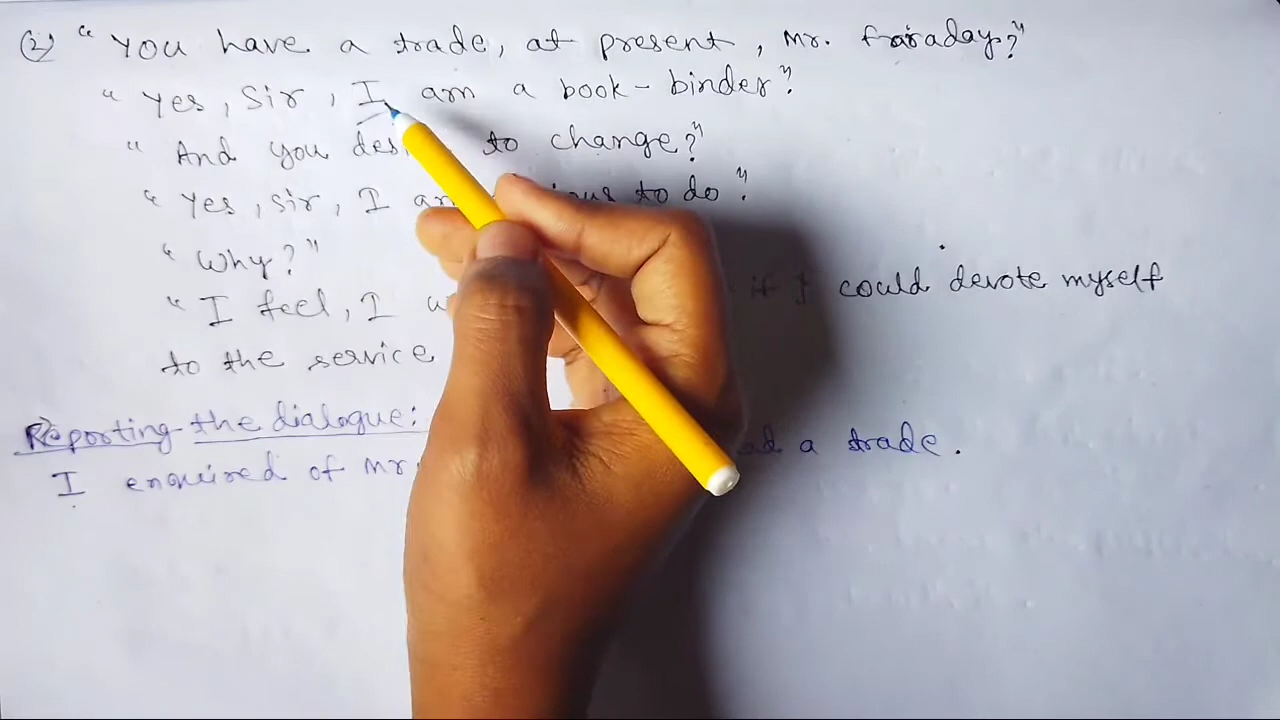 ② "You have a trade, at present, Mr. Faraday?"
"Yes, Sir, I am a book-binder".
"And you to change?"
"Yes, sir, I to do".
"Why?"
"I feel, I if I could devote myself
to the service
Reporting the dialogue:
I enquired of Mr a trade.